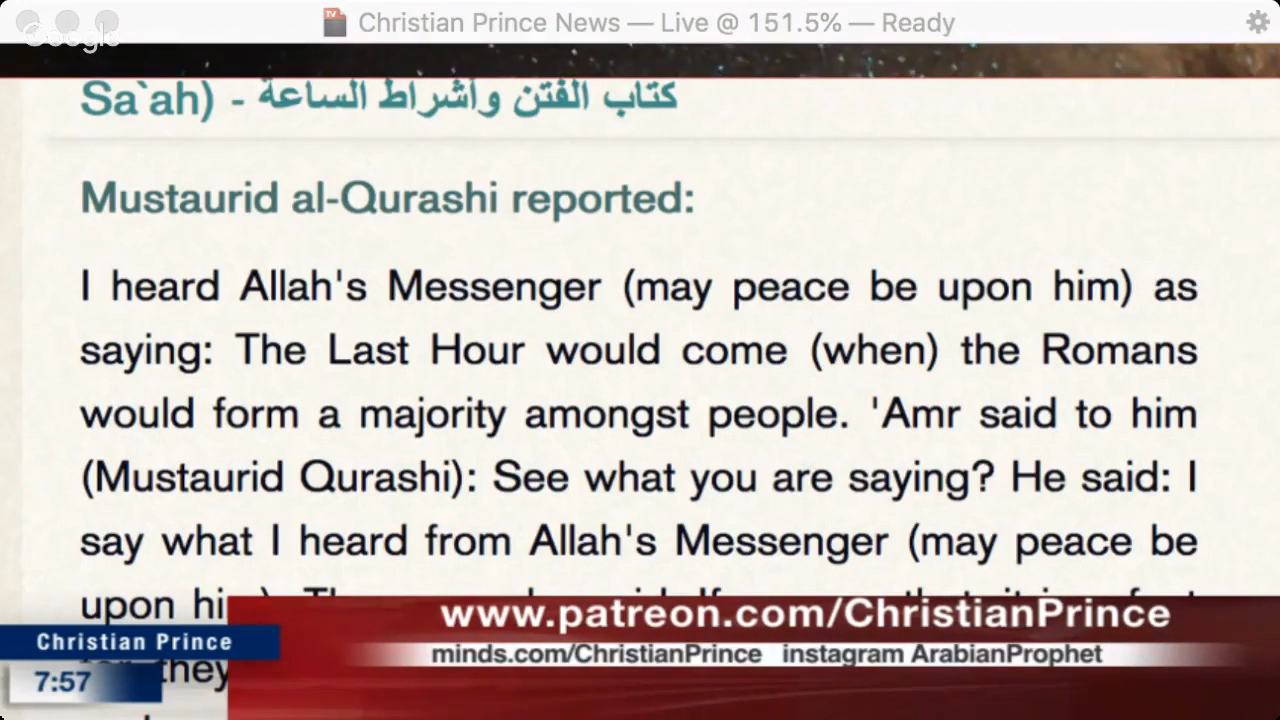 Christian Prince News — Live @ 151.5% — Ready
Google
Sa`ah) - كتاب الفتن وأشراط الساعة
Mustaurid al-Qurashi reported:
I heard Allah's Messenger (may peace be upon him) as
saying: The Last Hour would come (when) the Romans
would form a majority amongst people. 'Amr said to him
(Mustaurid Qurashi): See what you are saying? He said: I
say what I heard from Allah's Messenger (may peace be
upon
www.patreon.com/ChristianPrince
Christian Prince
minds.com/ChristianPrince instagram ArabianProphet
they
7:57